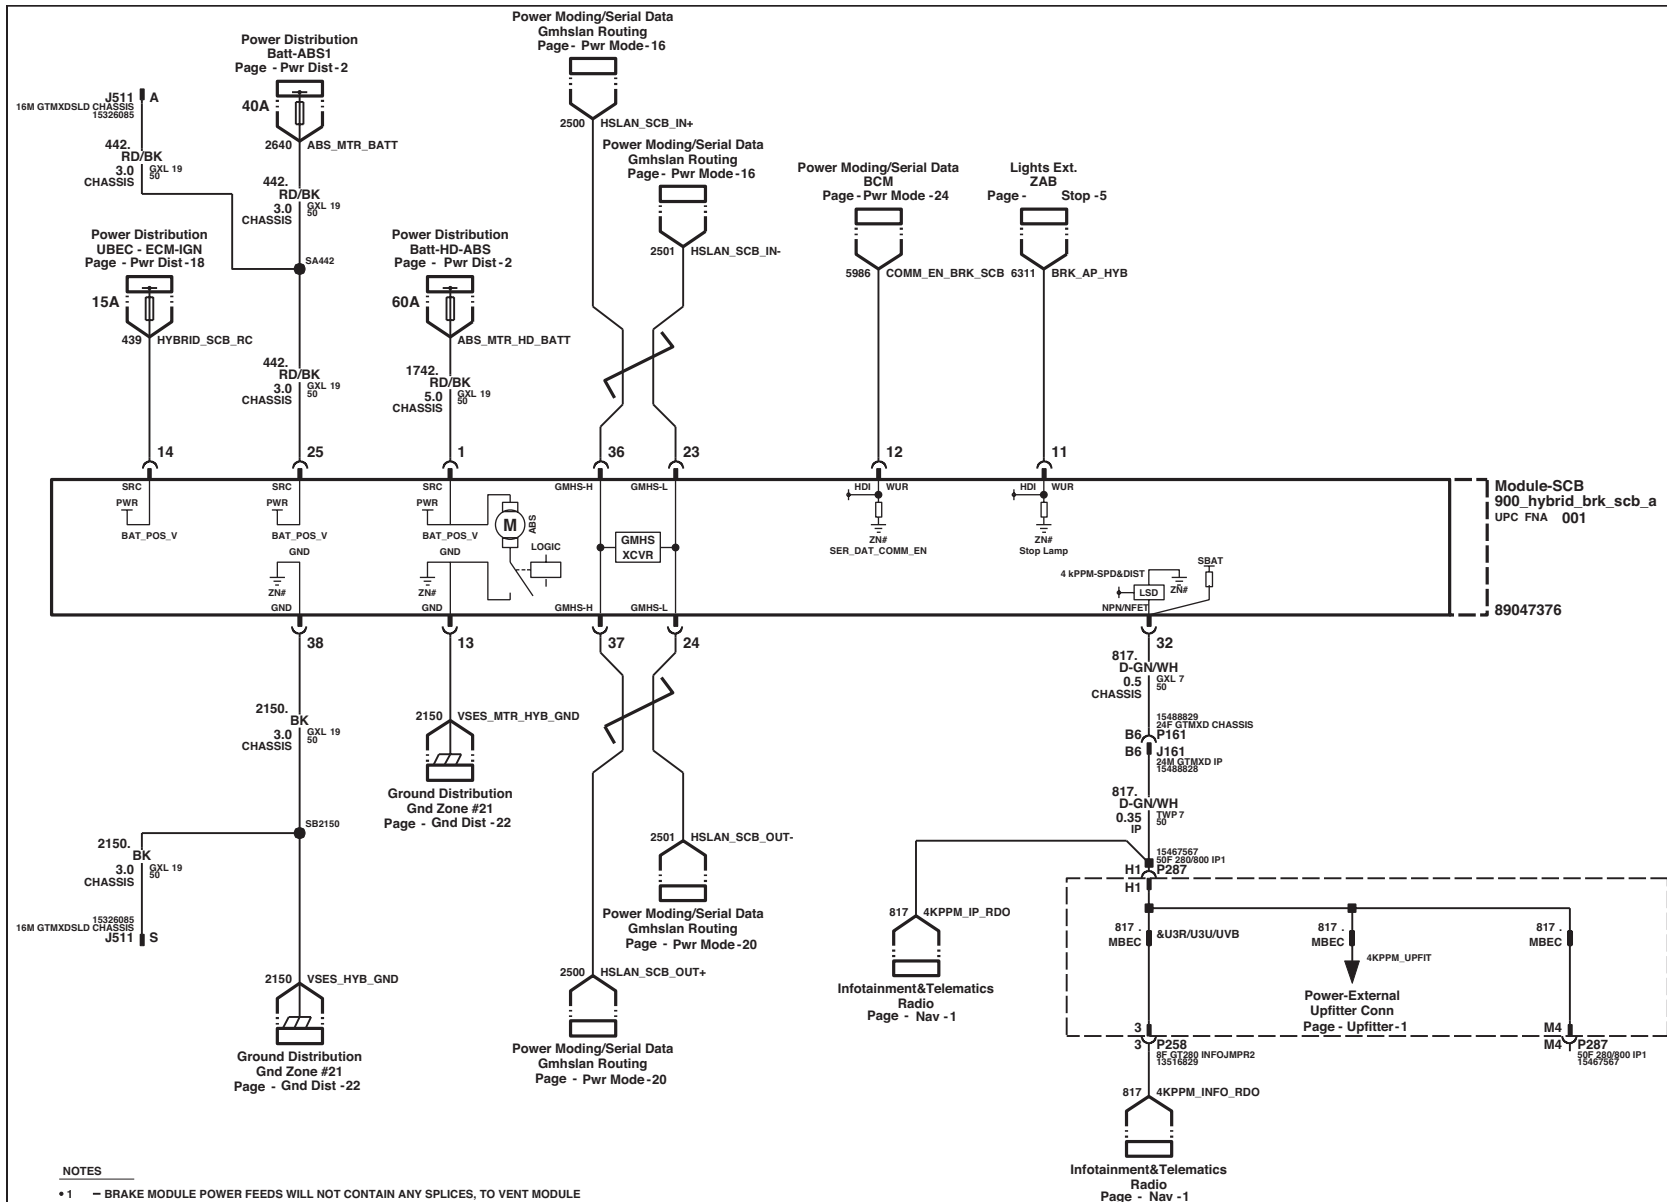 Power Moding/Serial Data
Gmhslan Routing
Page - Pwr Mode-16
2500 HSLAN_SCB_IN+
Power Distribution
Batt-ABS1
Page - Pwr Dist-2
40A
2640 ABS_MTR_BATT
442.
RD/BK
3.0 GXL 19
CHASSIS 50
J511 A
16M GTMXDSLD CHASSIS
15326085
442.
RD/BK
3.0 GXL 19
CHASSIS 50
Power Moding/Serial Data
Gmhslan Routing
Page - Pwr Mode-16
2501 HSLAN_SCB_IN-
Power Moding/Serial Data
BCM
Page - Pwr Mode -24
5986 COMM_EN_BRK_SCB
Lights Ext.
ZAB
Page - Stop -5
6311 BRK_AP_HYB
Power Distribution
UBEC - ECM-IGN
Page - Pwr Dist-18
15A
439 HYBRID_SCB_RC
SA442
442.
RD/BK
3.0 GXL 19
CHASSIS 50
Power Distribution
Batt-HD-ABS
Page - Pwr Dist-2
60A
ABS_MTR_HD_BATT
1742.
RD/BK
5.0 GXL 19
CHASSIS 50
14 25 1 36 23 12 11
SRC SRC SRC GMHS-H GMHS-L HDI WUR HDI WUR
PWR PWR PWR
BAT_POS_V BAT_POS_V BAT_POS_V
M
ABS
LOGIC
GMHS
XCVR
ZN#
SER_DAT_COMM_EN
ZN#
Stop Lamp
GND GND
ZN# ZN#
GND GND GMHS-H GMHS-L
4 kPPM-SPD&DIST
SBAT
LSD
ZN#
NPN/NFET
Module-SCB
900_hybrid_brk_scb_a
UPC FNA 001
89047376
38 13 37 24 32
2150.
BK
3.0 GXL 19
CHASSIS 50
SB2150
2150.
BK
3.0 GXL 19
CHASSIS 50
15326085
16M GTMXDSLD CHASSIS
J511 S
2150 VSES_HYB_GND
Ground Distribution
Gnd Zone #21
Page - Gnd Dist -22
2150 VSES_MTR_HYB_GND
Ground Distribution
Gnd Zone #21
Page - Gnd Dist -22
2501 HSLAN_SCB_OUT-
Power Moding/Serial Data
Gmhslan Routing
Page - Pwr Mode-20
2500 HSLAN_SCB_OUT+
Power Moding/Serial Data
Gmhslan Routing
Page - Pwr Mode-20
817.
D-GN/WH
0.5 GXL 7
CHASSIS 50
15488829
24F GTMXD CHASSIS
B6 P161
B6 J161
24M GTMXD IP
15488828
817.
D-GN/WH
0.35 TWP 7
IP 50
15467567
50F 280/800 IP1
H1 P287
H1
817 4KPPM_IP_RDO
Infotainment&Telematics
Radio
Page - Nav -1
817 .
MBEC &U3R/U3U/UVB
817 .
MBEC
4KPPM_UPFIT
Power-External
Upfitter Conn
Page - Upfitter-1
817 .
MBEC
3
3 P258
8F GT280 INFOJMPR2
13516829
M4
M4 P287
50F 280/800 IP1
15467567
817 4KPPM_INFO_RDO
Infotainment&Telematics
Radio
Page - Nav -1
NOTES
• 1 – BRAKE MODULE POWER FEEDS WILL NOT CONTAIN ANY SPLICES, TO VENT MODULE